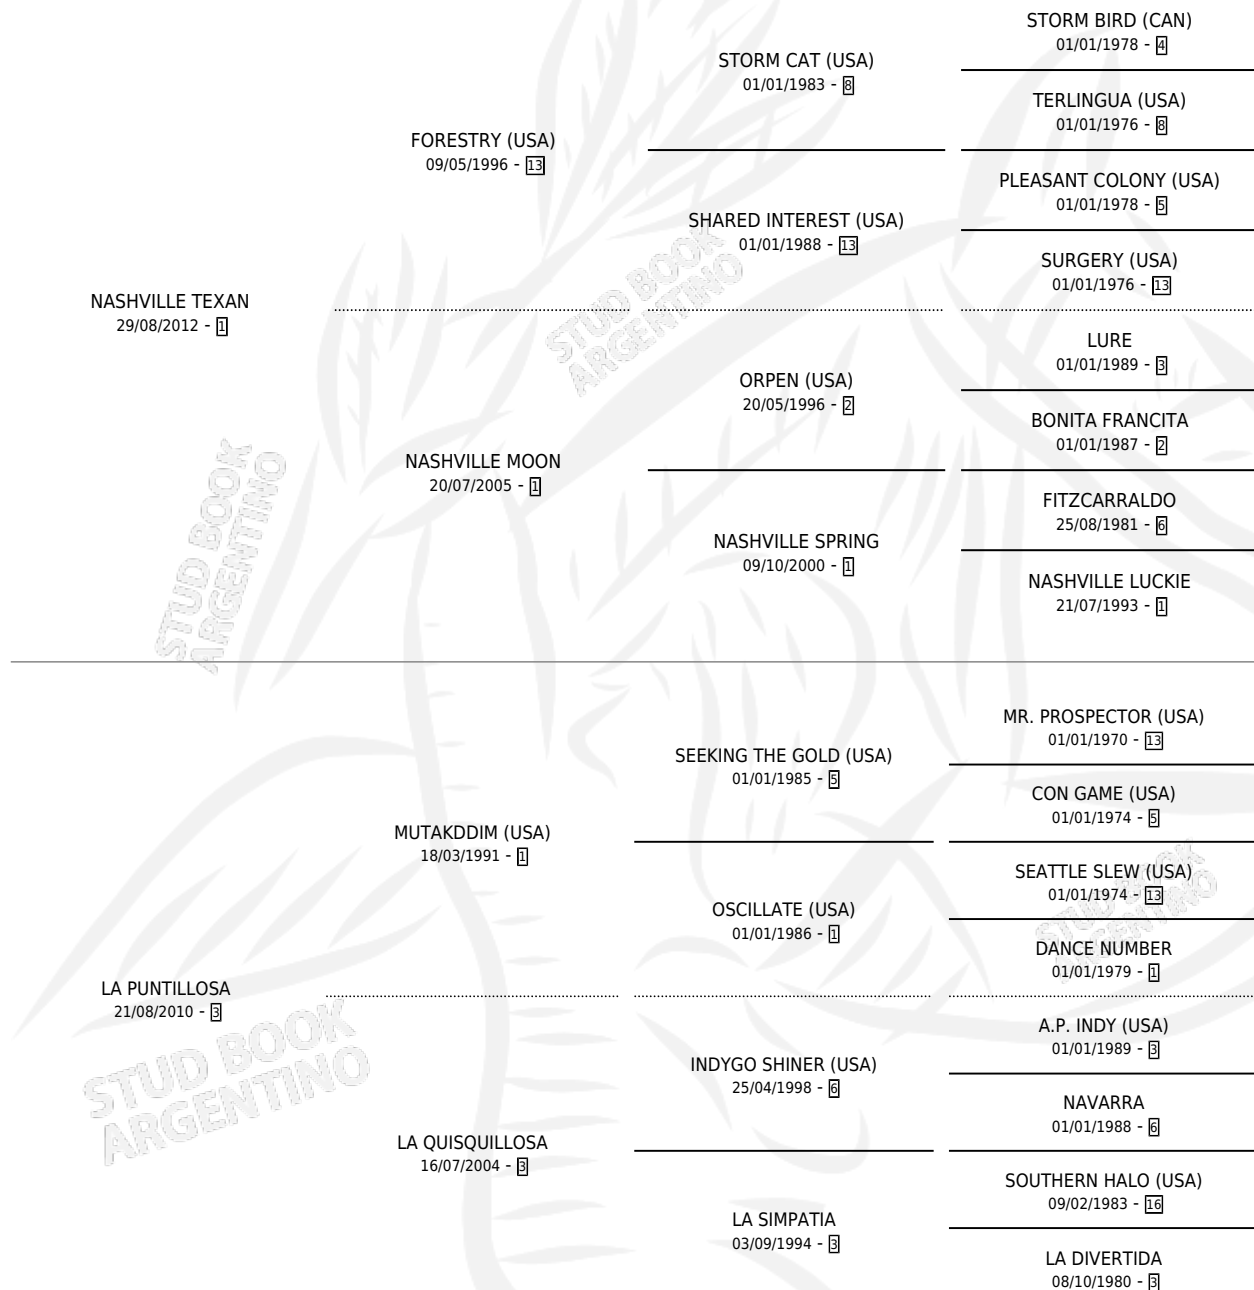 STORM BIRD (CAN)
01/01/1978 - 4
STORM CAT (USA)
01/01/1983 - 8
TERLINGUA (USA)
01/01/1976 - 8
FORESTRY (USA)
09/05/1996 - 13
PLEASANT COLONY (USA)
01/01/1978 - 5
SHARED INTEREST (USA)
01/01/1988 - 13
SURGERY (USA)
01/01/1976 - 13
NASHVILLE TEXAN
29/08/2012 - 1
STUD BOOK
ARGENTINO
LURE
01/01/1989 - 3
ORPEN (USA)
20/05/1996 - 2
BONITA FRANCITA
01/01/1987 - 2
NASHVILLE MOON
20/07/2005 - 1
FITZCARRALDO
25/08/1981 - 6
NASHVILLE SPRING
09/10/2000 - 1
NASHVILLE LUCKIE
21/07/1993 - 1
STUD BOOK
ARGENTINO
MR. PROSPECTOR (USA)
01/01/1970 - 13
SEEKING THE GOLD (USA)
01/01/1985 - 5
CON GAME (USA)
01/01/1974 - 5
MUTAKDDIM (USA)
18/03/1991 - 1
SEATTLE SLEW (USA)
01/01/1974 - 13
OSCILLATE (USA)
01/01/1986 - 1
STUD BOOK
ARGENTINO
DANCE NUMBER
01/01/1979 - 1
LA PUNTILLOSA
21/08/2010 - 3
A.P. INDY (USA)
01/01/1989 - 3
STUD BOOK
ARGENTINO
INDYGO SHINER (USA)
25/04/1998 - 6
NAVARRA
01/01/1988 - 6
LA QUISQUILLOSA
16/07/2004 - 3
SOUTHERN HALO (USA)
09/02/1983 - 16
LA SIMPATIA
03/09/1994 - 3
LA DIVERTIDA
08/10/1980 - 3